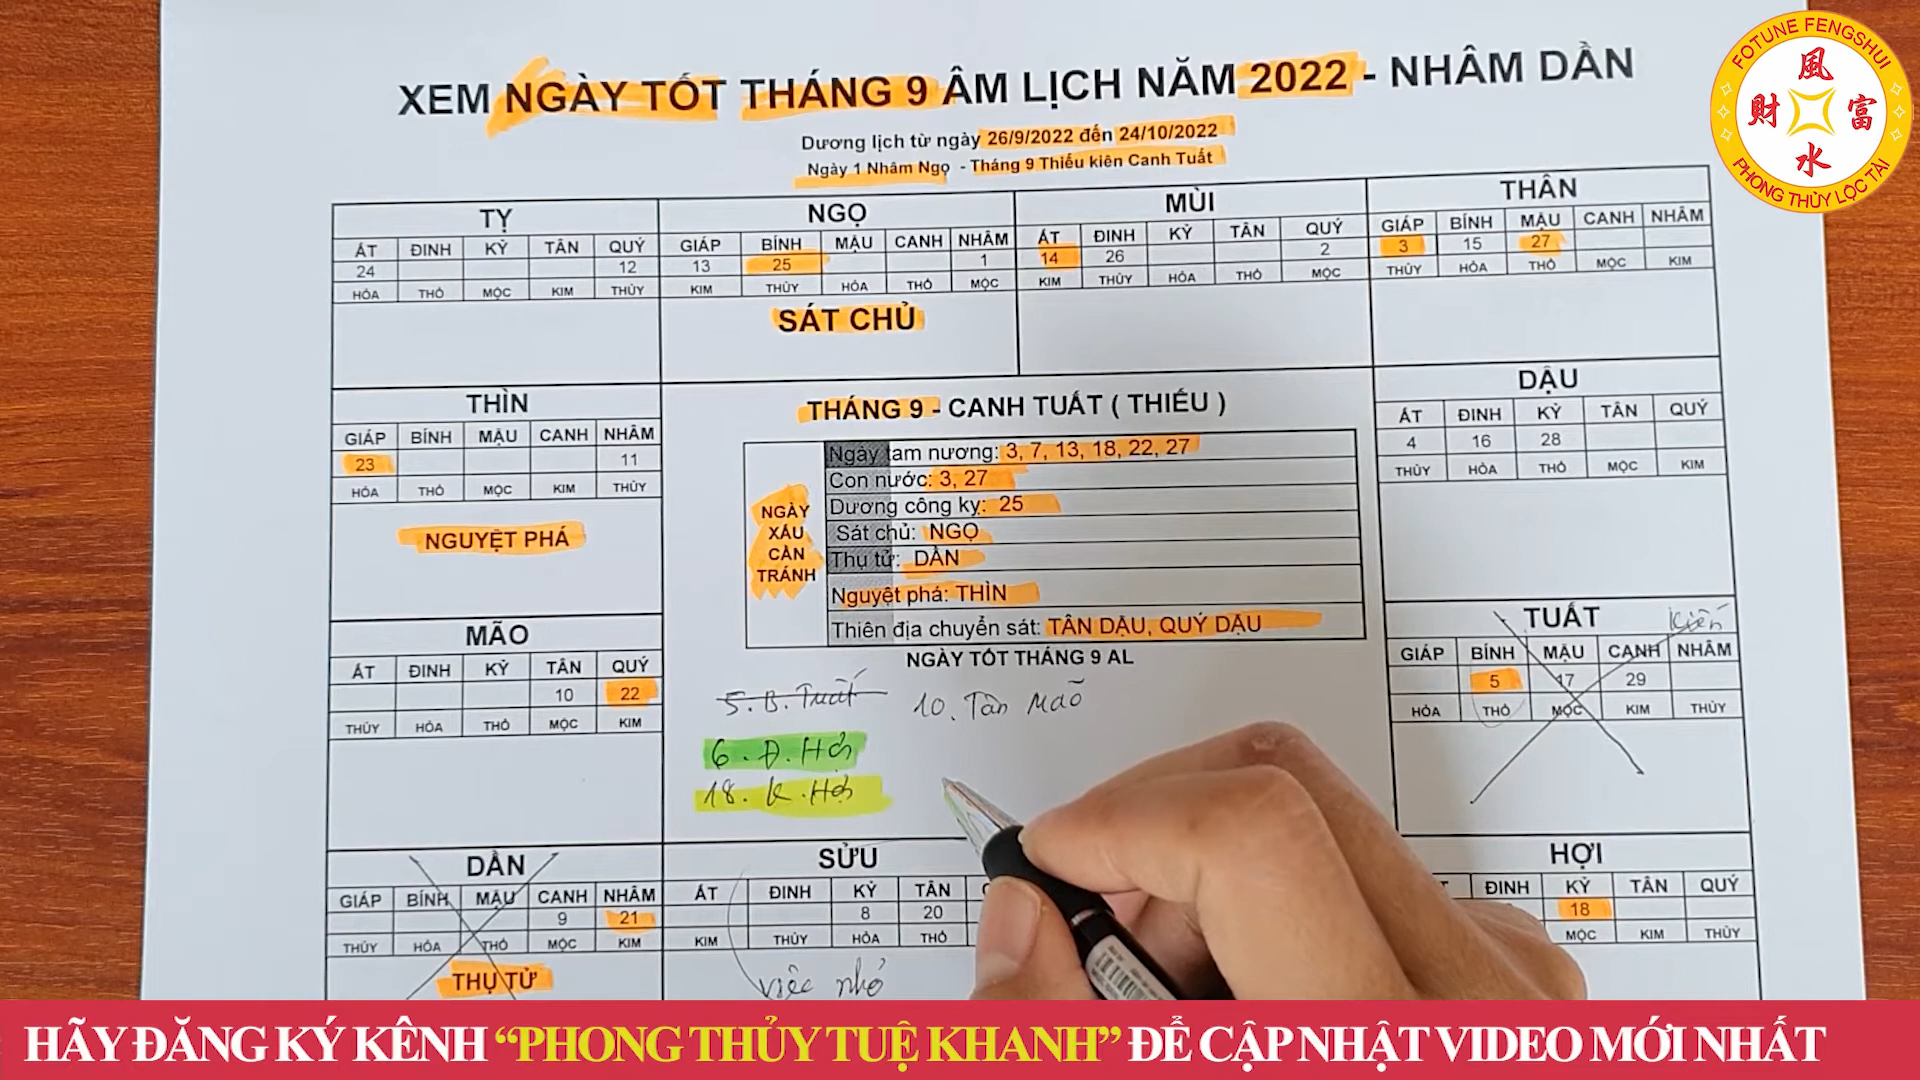 XEM NGÀY TỐT THÁNG 9 ÂM LỊCH NĂM 2022 - NHÂM DẦN
Dương lịch từ ngày 26/9/2022 đến 24/10/2022
Ngày 1 Nhâm Ngọ - Tháng 9 Thiếu kiên Canh Tuất
FOTUNE FENGSHUI
風
財 富
水
PHONG THỦY LỘC TÀI
TỴ
ẤT ĐINH KỶ TÂN QUÝ
24 12
HỎA THỔ MỘC KIM THỦY
NGỌ
GIÁP BÍNH MẬU CANH NHÂM
13 25 1
KIM THỦY HỎA THỔ MỘC
SÁT CHỦ
MÙI
ẤT ĐINH KỶ TÂN QUÝ
14 26 2
KIM THỦY HỎA THỔ MỘC
THÂN
GIÁP BÍNH MẬU CANH NHÂM
3 15 27
THỦY HỎA THỔ MỘC KIM
THÌN
GIÁP BÍNH MẬU CANH NHÂM
23 11
HỎA THỔ MỘC KIM THỦY
NGUYỆT PHÁ
THÁNG 9 - CANH TUẤT ( THIẾU )
NGÀY
XẤU
CẦN
TRÁNH
Ngày tam nương: 3, 7, 13, 18, 22, 27
Con nước: 3, 27
Dương công kỵ: 25
Sát chủ: NGỌ
Thụ tử: DẦN
Nguyệt phá: THÌN
Thiên địa chuyển sát: TÂN DẬU, QUÝ DẬU
NGÀY TỐT THÁNG 9 AL
5. B. Tuất 10. Tân Mão
6. Đ. Hợi
18. K. Hợi
DẬU
ẤT ĐINH KỶ TÂN QUÝ
4 16 28
THỦY HỎA THỔ MỘC KIM
MÃO
ẤT ĐINH KỶ TÂN QUÝ
10 22
THỦY HỎA THỔ MỘC KIM
TUẤT Kiến
GIÁP BÍNH MẬU CANH NHÂM
5 17 29
HỎA THỔ MỘC KIM THỦY
DẦN
GIÁP BÍNH MẬU CANH NHÂM
9 21
THỦY HỎA THỔ MỘC KIM
THỤ TỬ
SỬU
ẤT ĐINH KỶ TÂN
8 20
KIM THỦY HỎA THỔ
việc nhỏ
HỢI
ĐINH KỶ TÂN QUÝ
18
MỘC KIM THỦY
HÃY ĐĂNG KÝ KÊNH “PHONG THỦY TUỆ KHANH” ĐỂ CẬP NHẬT VIDEO MỚI NHẤT